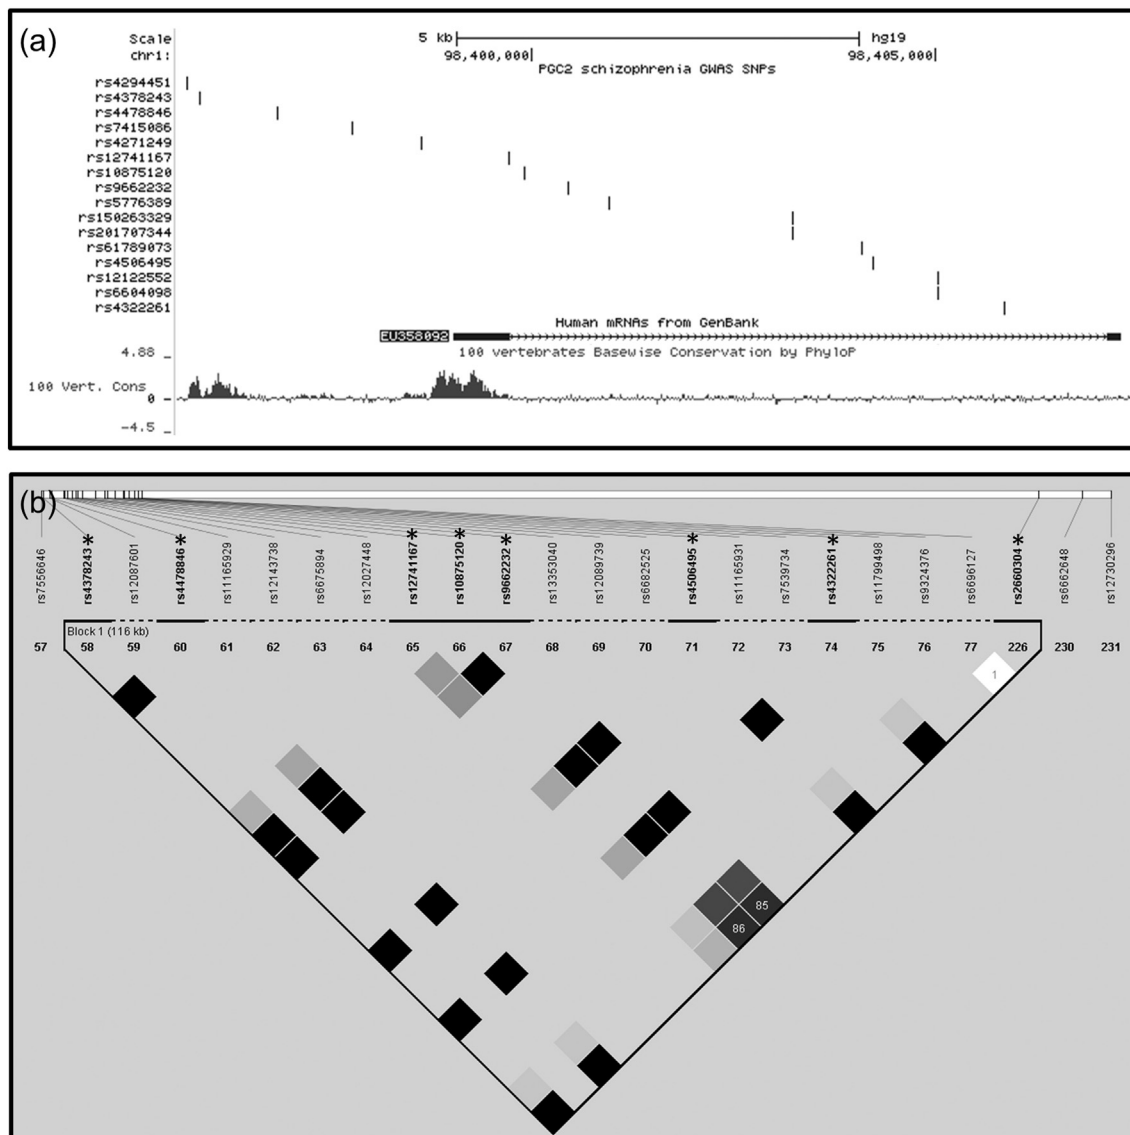 (a)
Scale 5 kb hg19
chr1: 98,400,000 98,405,000
PGC2 schizophrenia GWAS SNPs
rs4294451
rs4378243
rs4478846
rs7415086
rs4271249
rs12741167
rs10875120
rs9662232
rs5776389
rs150263329
rs201707344
rs61789073
rs4506495
rs12122552
rs6604098
rs4322261
Human mRNAs from GenBank
EU358092
4.88 _ 100 vertebrates Basewise Conservation by PhyloP
100 Vert. Cons
0 _
-4.5 _
(b)
rs7556646
rs4378243 *
rs12087601
rs4478846 *
rs11165929
rs12143738
rs6675894
rs12027448
rs12741167 *
rs10875120 *
rs9662232 *
rs13353040
rs12089739
rs6682525
rs4506495 *
rs11165931
rs7539734
rs4322261 *
rs11799498
rs9324376
rs6696127
rs2660304 *
rs6662648
rs12730296
Block 1 (116 kb)
57 58 59 60 61 62 63 64 65 66 67 68 69 70 71 72 73 74 75 76 77 226 230 231
1
85
86